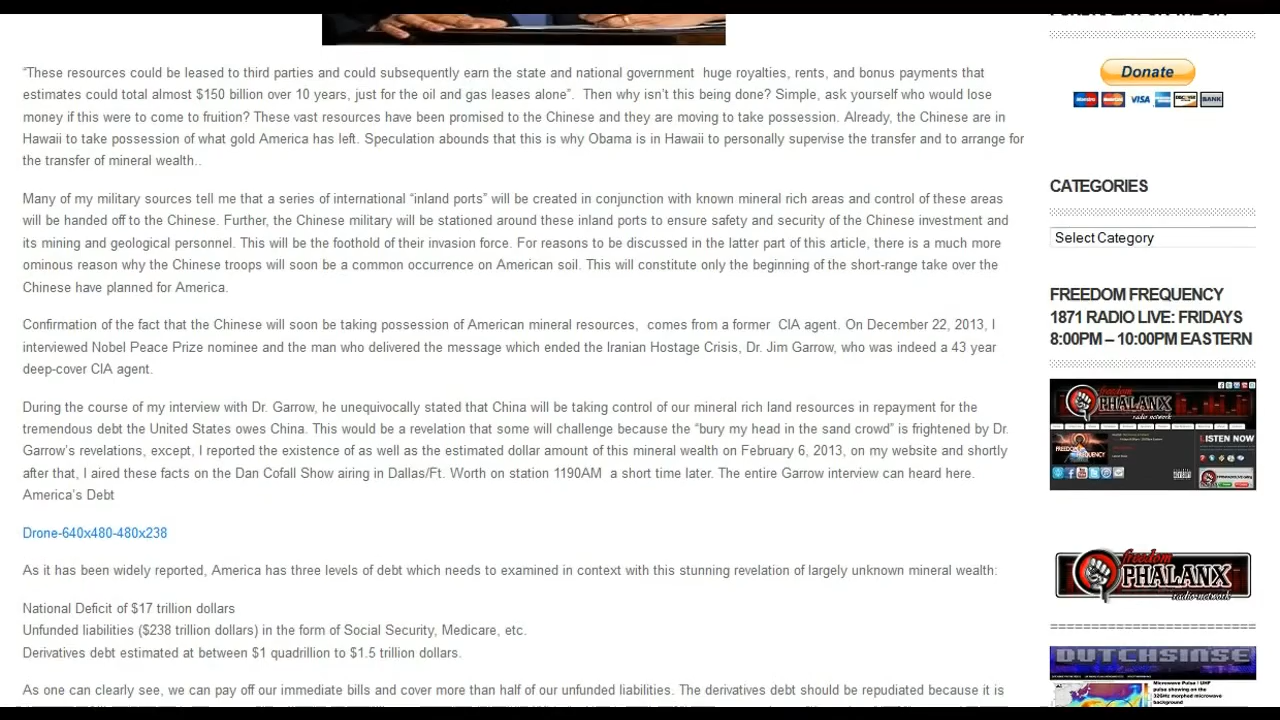 “These resources could be leased to third parties and could subsequently earn the state and national government huge royalties, rents, and bonus payments that
estimates could total almost $150 billion over 10 years, just for the oil and gas leases alone”. Then why isn’t this being done? Simple, ask yourself who would lose
money if this were to come to fruition? These vast resources have been promised to the Chinese and they are moving to take possession. Already, the Chinese are in
Hawaii to take possession of what gold America has left. Speculation abounds that this is why Obama is in Hawaii to personally supervise the transfer and to arrange for
the transfer of mineral wealth..
Many of my military sources tell me that a series of international “inland ports” will be created in conjunction with known mineral rich areas and control of these areas
will be handed off to the Chinese. Further, the Chinese military will be stationed around these inland ports to ensure safety and security of the Chinese investment and
its mining and geological personnel. This will be the foothold of their invasion force. For reasons to be discussed in the latter part of this article, there is a much more
ominous reason why the Chinese troops will soon be a common occurrence on American soil. This will constitute only the beginning of the short-range take over the
Chinese have planned for America.
Confirmation of the fact that the Chinese will soon be taking possession of American mineral resources, comes from a former CIA agent. On December 22, 2013, I
interviewed Nobel Peace Prize nominee and the man who delivered the message which ended the Iranian Hostage Crisis, Dr. Jim Garrow, who was indeed a 43 year
deep-cover CIA agent.
During the course of my interview with Dr. Garrow, he unequivocally stated that China will be taking control of our mineral rich land resources in repayment for the
tremendous debt the United States owes China. This would be a revelation that some will challenge because the “bury my head in the sand crowd” is frightened by Dr.
Garrow’s revelations. Except, I reported the existence of and the
estimated
amount of this mineral wealth on February 6, 2013, on my website and shortly
after that, I aired these facts on the Dan Cofall Show aired on Dallas/Ft. Worth on station 1190AM a short time later. The entire Garrow interview can heard here.
America’s Debt
Drone-640x480-480x238
As it has been widely reported, America has three levels of debt that needs to examined in context with this stunning revelation of largely unknown mineral wealth:
National Deficit of $17 trillion dollars
Unfunded liabilities ($238 trillion dollars) in the form of Social Security, Medicare, etc.
Derivatives debt estimated at between $1 quadrillion to $1.5 trillion dollars.
As one can clearly see, we can pay off our immediate bills and cover more than half of our unfunded liabilities. The derivatives debt should be repudiated because it is
Donate
VISA
BANK
CATEGORIES
Select Category
FREEDOM FREQUENCY
1871 RADIO LIVE: FRIDAYS
8:00PM – 10:00PM EASTERN
freedom
PHALANX
radio network
LISTEN NOW
FREQUENCY
freedom
PHALANX
radio network
DUTCHSINSE
Microwave Pulse / UHF
pulse showing on the
32GHz morphed microwave
background